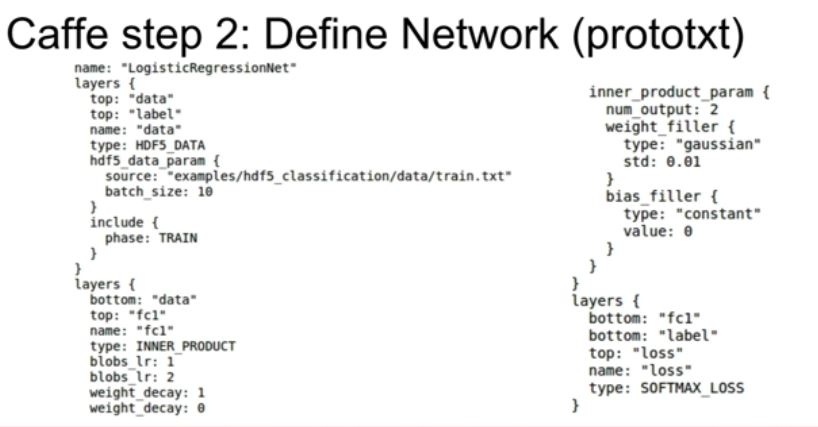 Caffe step 2: Define Network (prototxt)
name: "LogisticRegressionNet"
layers {
  top: "data"
  top: "label"
  name: "data"
  type: HDF5_DATA
  hdf5_data_param {
    source: "examples/hdf5_classification/data/train.txt"
    batch_size: 10
  }
  include {
    phase: TRAIN
  }
}
layers {
  bottom: "data"
  top: "fc1"
  name: "fc1"
  type: INNER_PRODUCT
  blobs_lr: 1
  blobs_lr: 2
  weight_decay: 1
  weight_decay: 0
  inner_product_param {
    num_output: 2
    weight_filler {
      type: "gaussian"
      std: 0.01
    }
    bias_filler {
      type: "constant"
      value: 0
    }
  }
}
layers {
  bottom: "fc1"
  bottom: "label"
  top: "loss"
  name: "loss"
  type: SOFTMAX_LOSS
}